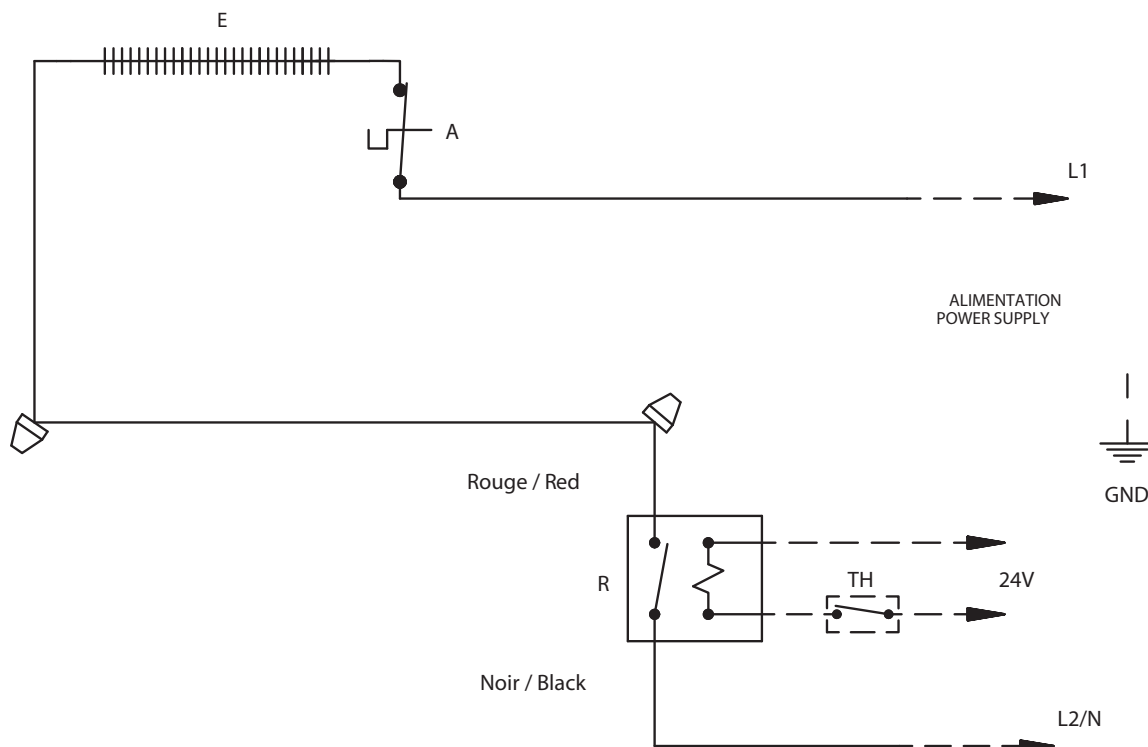 E
A
L1
ALIMENTATION
POWER SUPPLY
Rouge / Red
GND
R
TH
24V
Noir / Black
L2/N